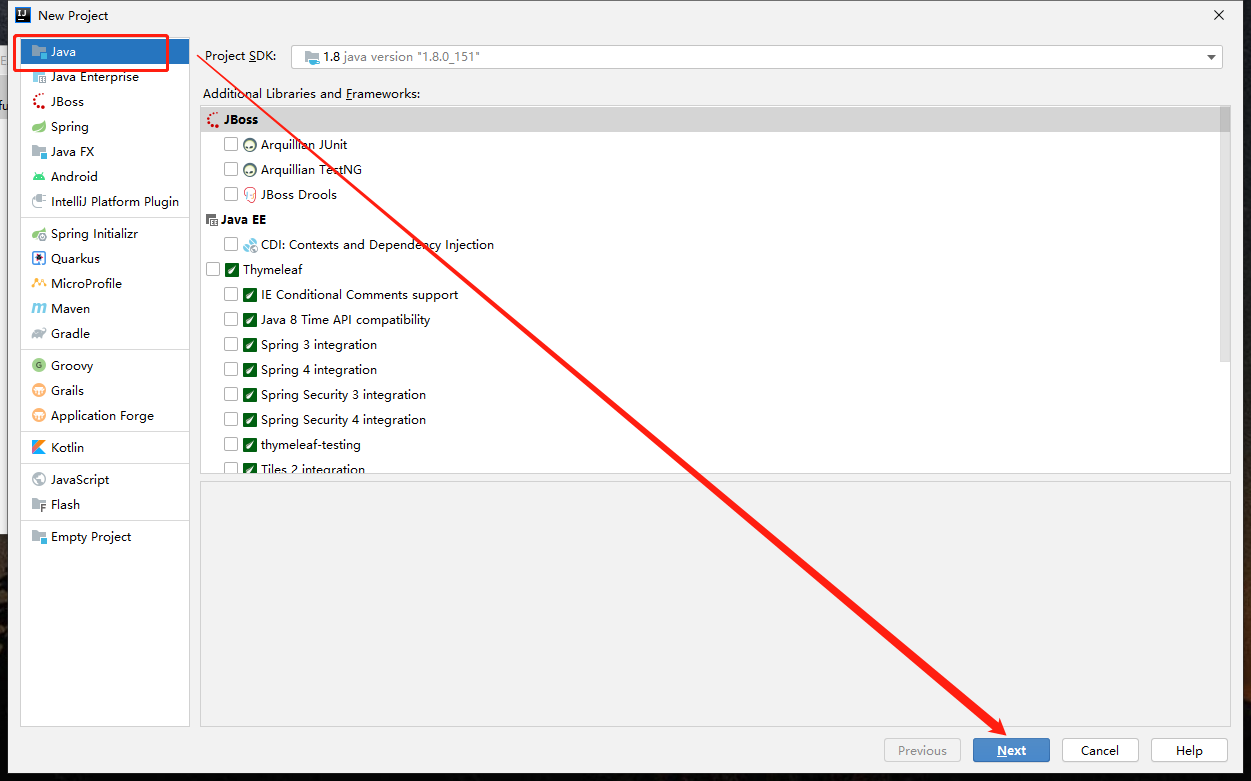 New Project
Java
Java Enterprise
JBoss
Spring
Java FX
Android
IntelliJ Platform Plugin
Spring Initializr
Quarkus
MicroProfile
Maven
Gradle
Groovy
Grails
Application Forge
Kotlin
JavaScript
Flash
Empty Project
Project SDK: 1.8 java version "1.8.0_151"
Additional Libraries and Frameworks:
JBoss
Arquillian JUnit
Arquillian TestNG
JBoss Drools
Java EE
CDI: Contexts and Dependency Injection
Thymeleaf
IE Conditional Comments support
Java 8 Time API compatibility
Spring 3 integration
Spring 4 integration
Spring Security 3 integration
Spring Security 4 integration
thymeleaf-testing
Tiles 2 integration
Previous Next Cancel Help